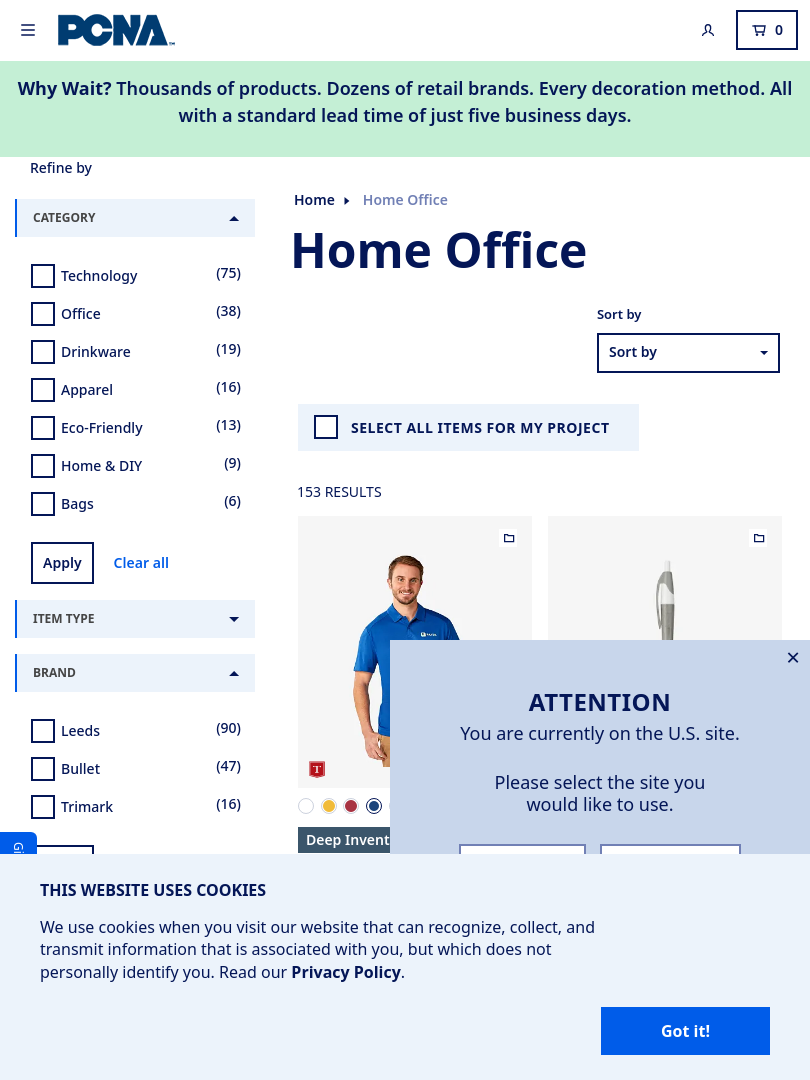 PCNA
0
Why Wait? Thousands of products. Dozens of retail brands. Every decoration method. All
with a standard lead time of just five business days.
Refine by
CATEGORY
Technology (75)
Office (38)
Drinkware (19)
Apparel (16)
Eco-Friendly (13)
Home & DIY (9)
Bags (6)
Apply Clear all
ITEM TYPE
BRAND
Leeds (90)
Bullet (47)
Trimark (16)
Home Home Office
Home Office
Sort by
Sort by
SELECT ALL ITEMS FOR MY PROJECT
153 RESULTS
T
Deep Invent
ATTENTION
You are currently on the U.S. site.
Please select the site you
would like to use.
THIS WEBSITE USES COOKIES
We use cookies when you visit our website that can recognize, collect, and
transmit information that is associated with you, but which does not
personally identify you. Read our Privacy Policy.
Got it!